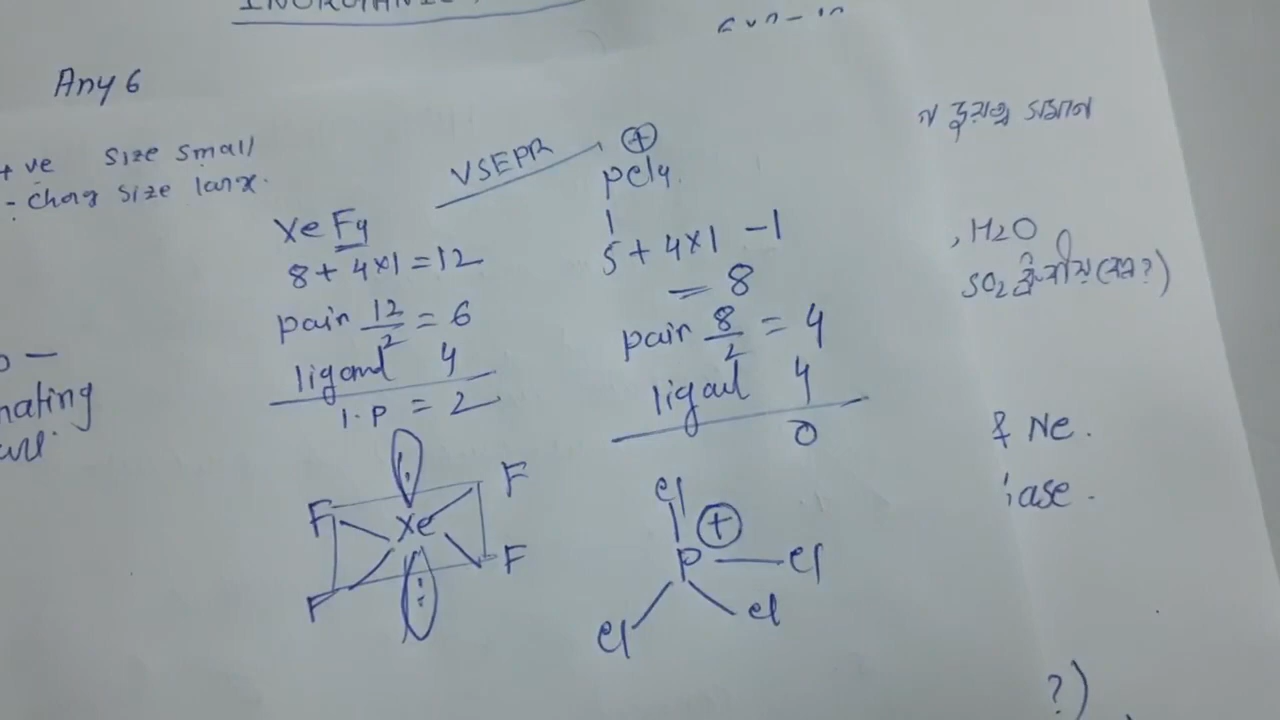 Any 6
+ ve size small
- charg size larx.
VSEPR
XeF4
8 + 4×1 = 12
pair 12/2 = 6
ligand 4
l.p = 2
F Xe F
F F
⊕
PCl4
5 + 4×1 -1
= 8
pair 8/2 = 4
ligand 4
0
Cl
P ⊕ Cl
Cl Cl
, H2O
SO2
& Ne.
?)
nating